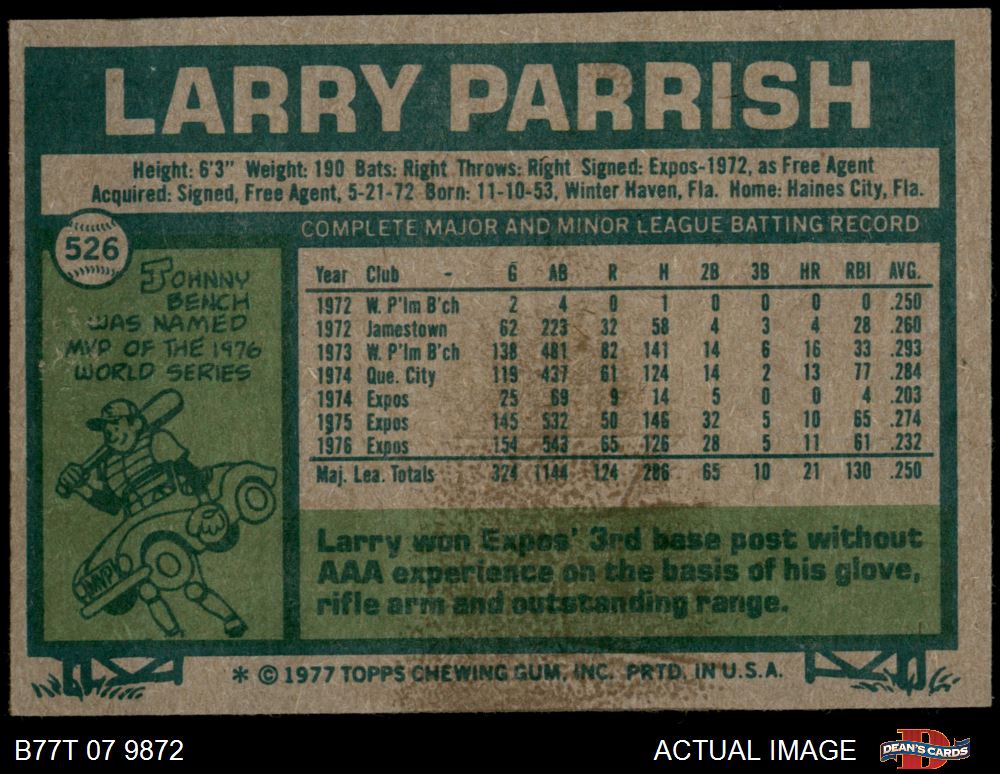 LARRY PARRISH
Height: 6'3" Weight: 190 Bats: Right Throws: Right Signed: Expos-1972, as Free Agent
Acquired: Signed, Free Agent, 5-21-72 Born: 11-10-53, Winter Haven, Fla. Home: Haines City, Fla.
526
JOHNNY
BENCH
WAS NAMED
MVP OF THE 1976
WORLD SERIES
MVP
COMPLETE MAJOR AND MINOR LEAGUE BATTING RECORD
Year Club - G AB R H 2B 3B HR RBI AVG.
1972 W. P'lm B'ch 2 4 0 1 0 0 0 0 .250
1972 Jamestown 62 223 32 58 4 3 4 28 .260
1973 W. P'lm B'ch 138 481 82 141 14 6 16 33 .293
1974 Que. City 119 437 61 124 14 2 13 77 .284
1974 Expos 25 69 9 14 5 0 0 4 .203
1975 Expos 145 532 50 146 32 5 10 65 .274
1976 Expos 154 543 65 126 28 5 11 61 .232
Maj. Lea. Totals 324 1144 124 286 65 10 21 130 .250
Larry won Expos' 3rd base post without
AAA experience on the basis of his glove,
rifle arm and outstanding range.
* © 1977 TOPPS CHEWING GUM, INC. PRTD. IN U.S.A.
B77T 07 9872
ACTUAL IMAGE
DEAN'S CARDS